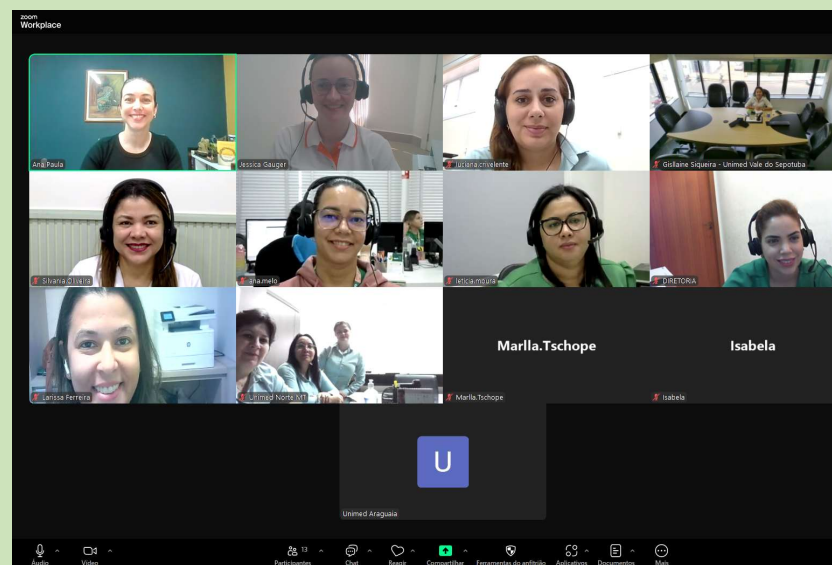 zoom
Workplace
Ana Paula
Jessica Gauger
luciana.crivelente
Gisllaine Siqueira - Unimed Vale do Sepotuba
Silvania.Oliveira
ana.melo
leticia.moura
DIRETORIA
Larissa Ferreira
Unimed Norte MT
Marlla.Tschope
Marlla.Tschope
Isabela
Isabela
U
Unimed Araguaia
13
Áudio
Vídeo
Participantes
Chat
Reagir
Compartilhar
Ferramentas do anfitrião
Aplicativos
Documentos
Mais